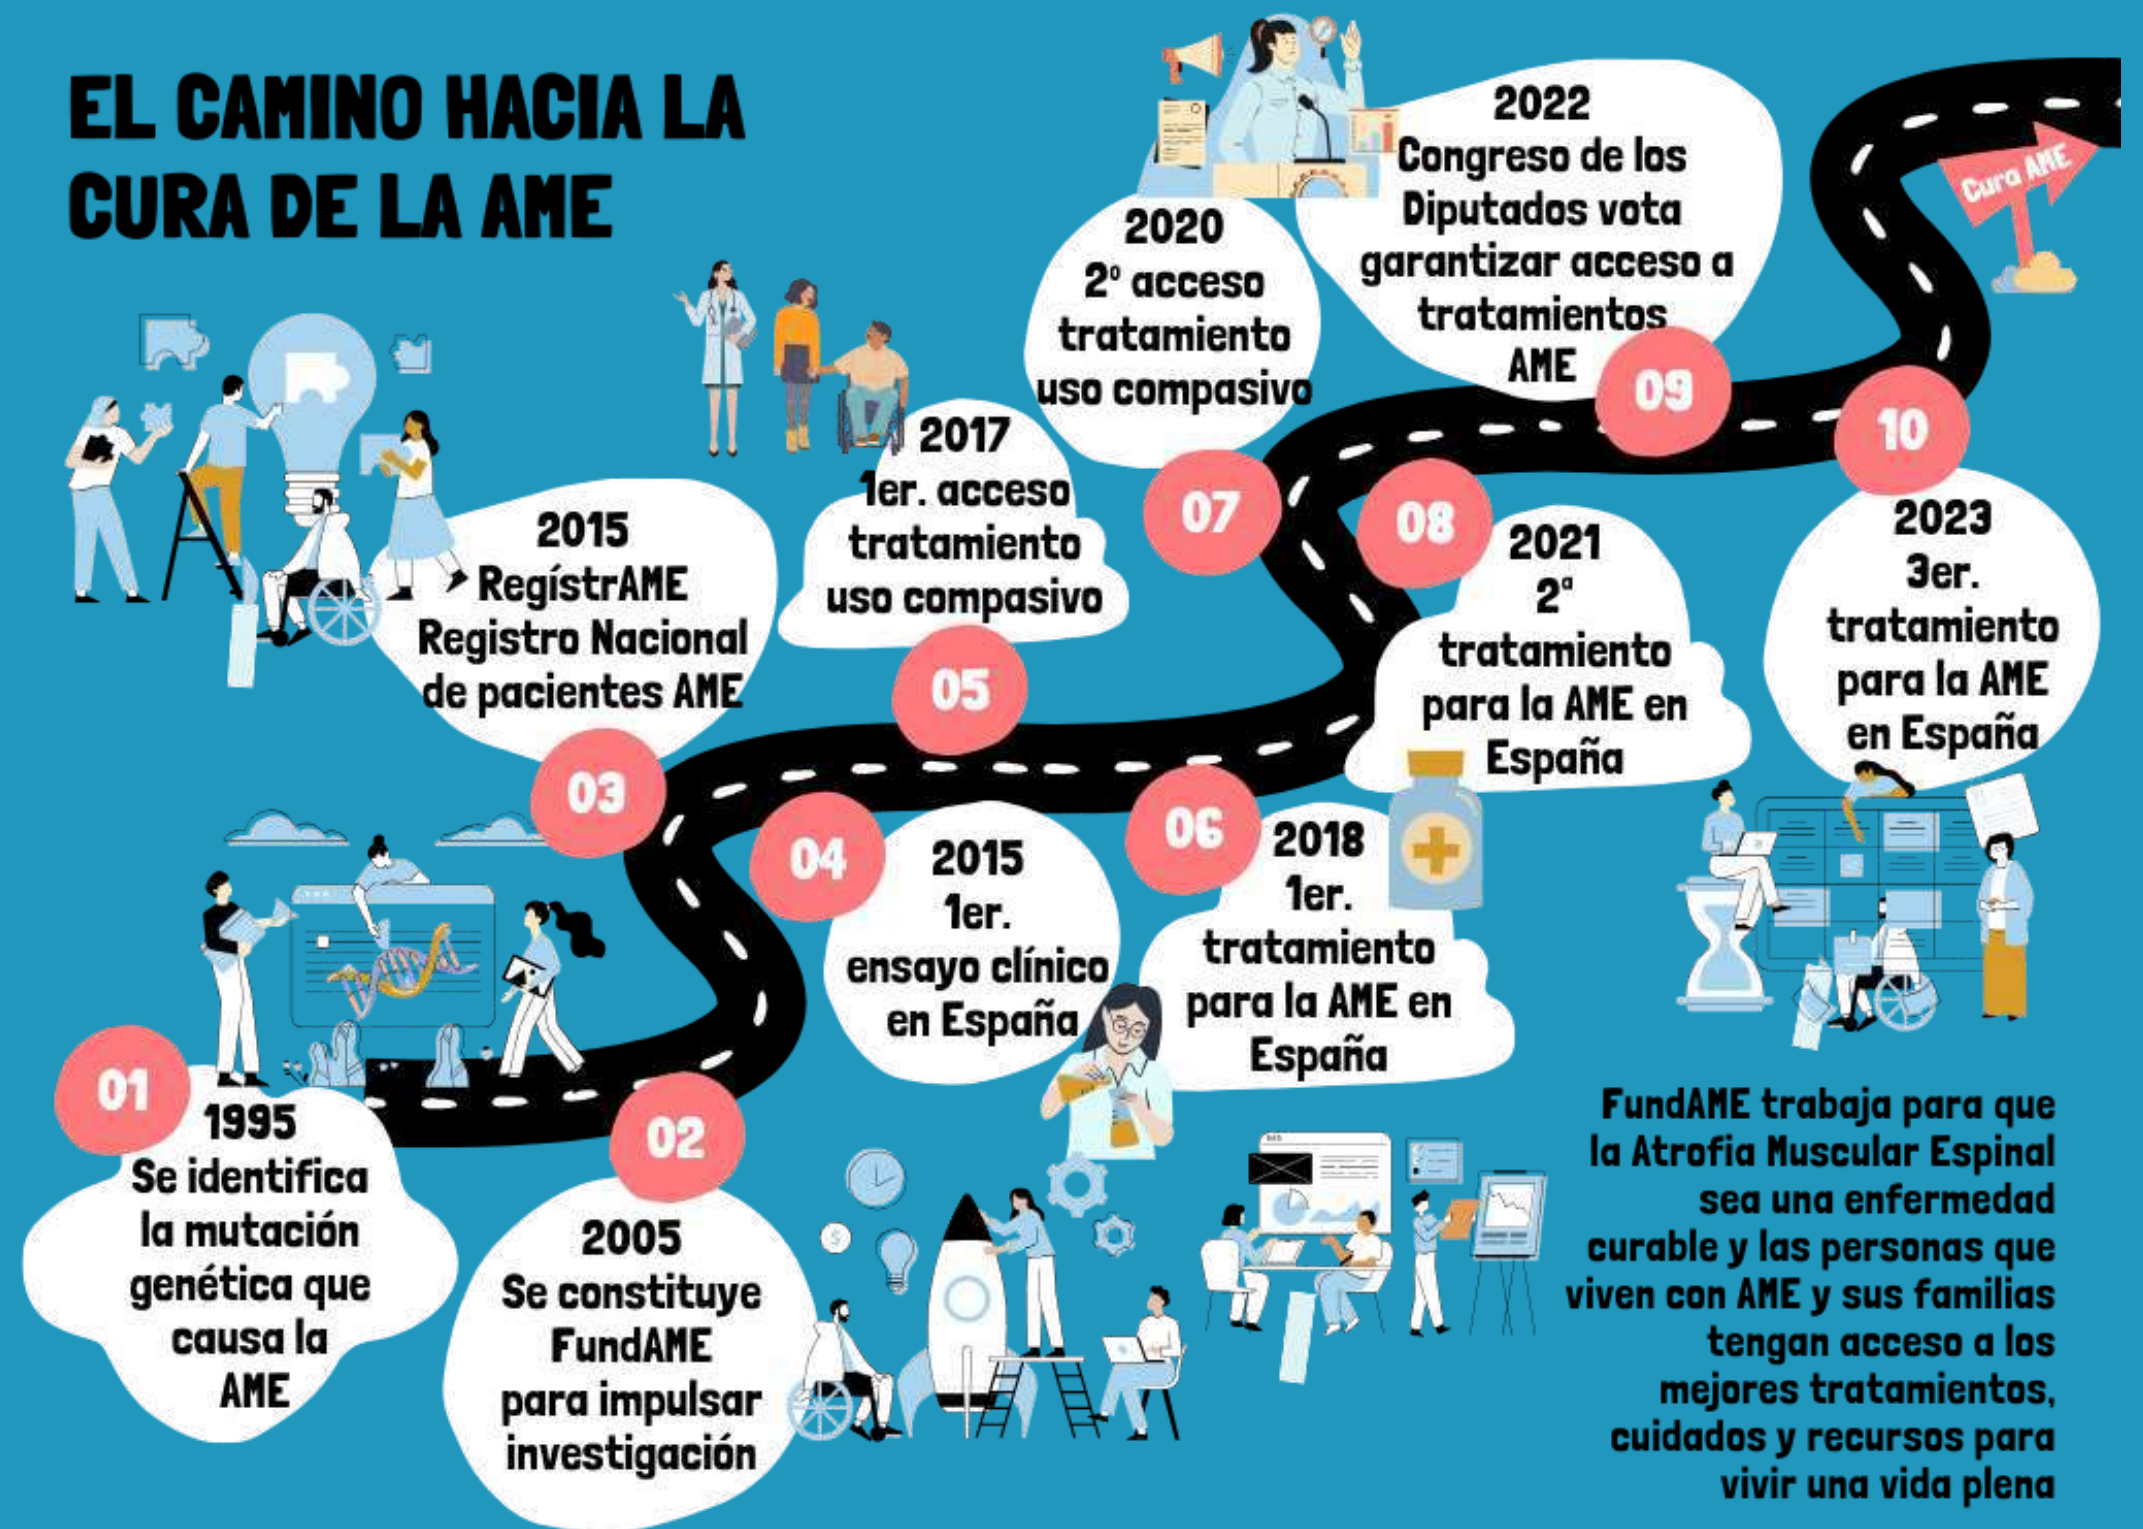 EL CAMINO HACIA LA
CURA DE LA AME
01
1995
Se identifica
la mutación
genética que
causa la
AME
02
2005
Se constituye
FundAME
para impulsar
investigación
03
2015
RegístrAME
Registro Nacional
de pacientes AME
04
2015
1er.
ensayo clínico
en España
05
2017
1er. acceso
tratamiento
uso compasivo
06
2018
1er.
tratamiento
para la AME en
España
07
2020
2º acceso
tratamiento
uso compasivo
08
2021
2ª
tratamiento
para la AME en
España
09
2022
Congreso de los
Diputados vota
garantizar acceso a
tratamientos
AME
10
2023
3er.
tratamiento
para la AME
en España
Cura AME
FundAME trabaja para que
la Atrofia Muscular Espinal
sea una enfermedad
curable y las personas que
viven con AME y sus familias
tengan acceso a los
mejores tratamientos,
cuidados y recursos para
vivir una vida plena